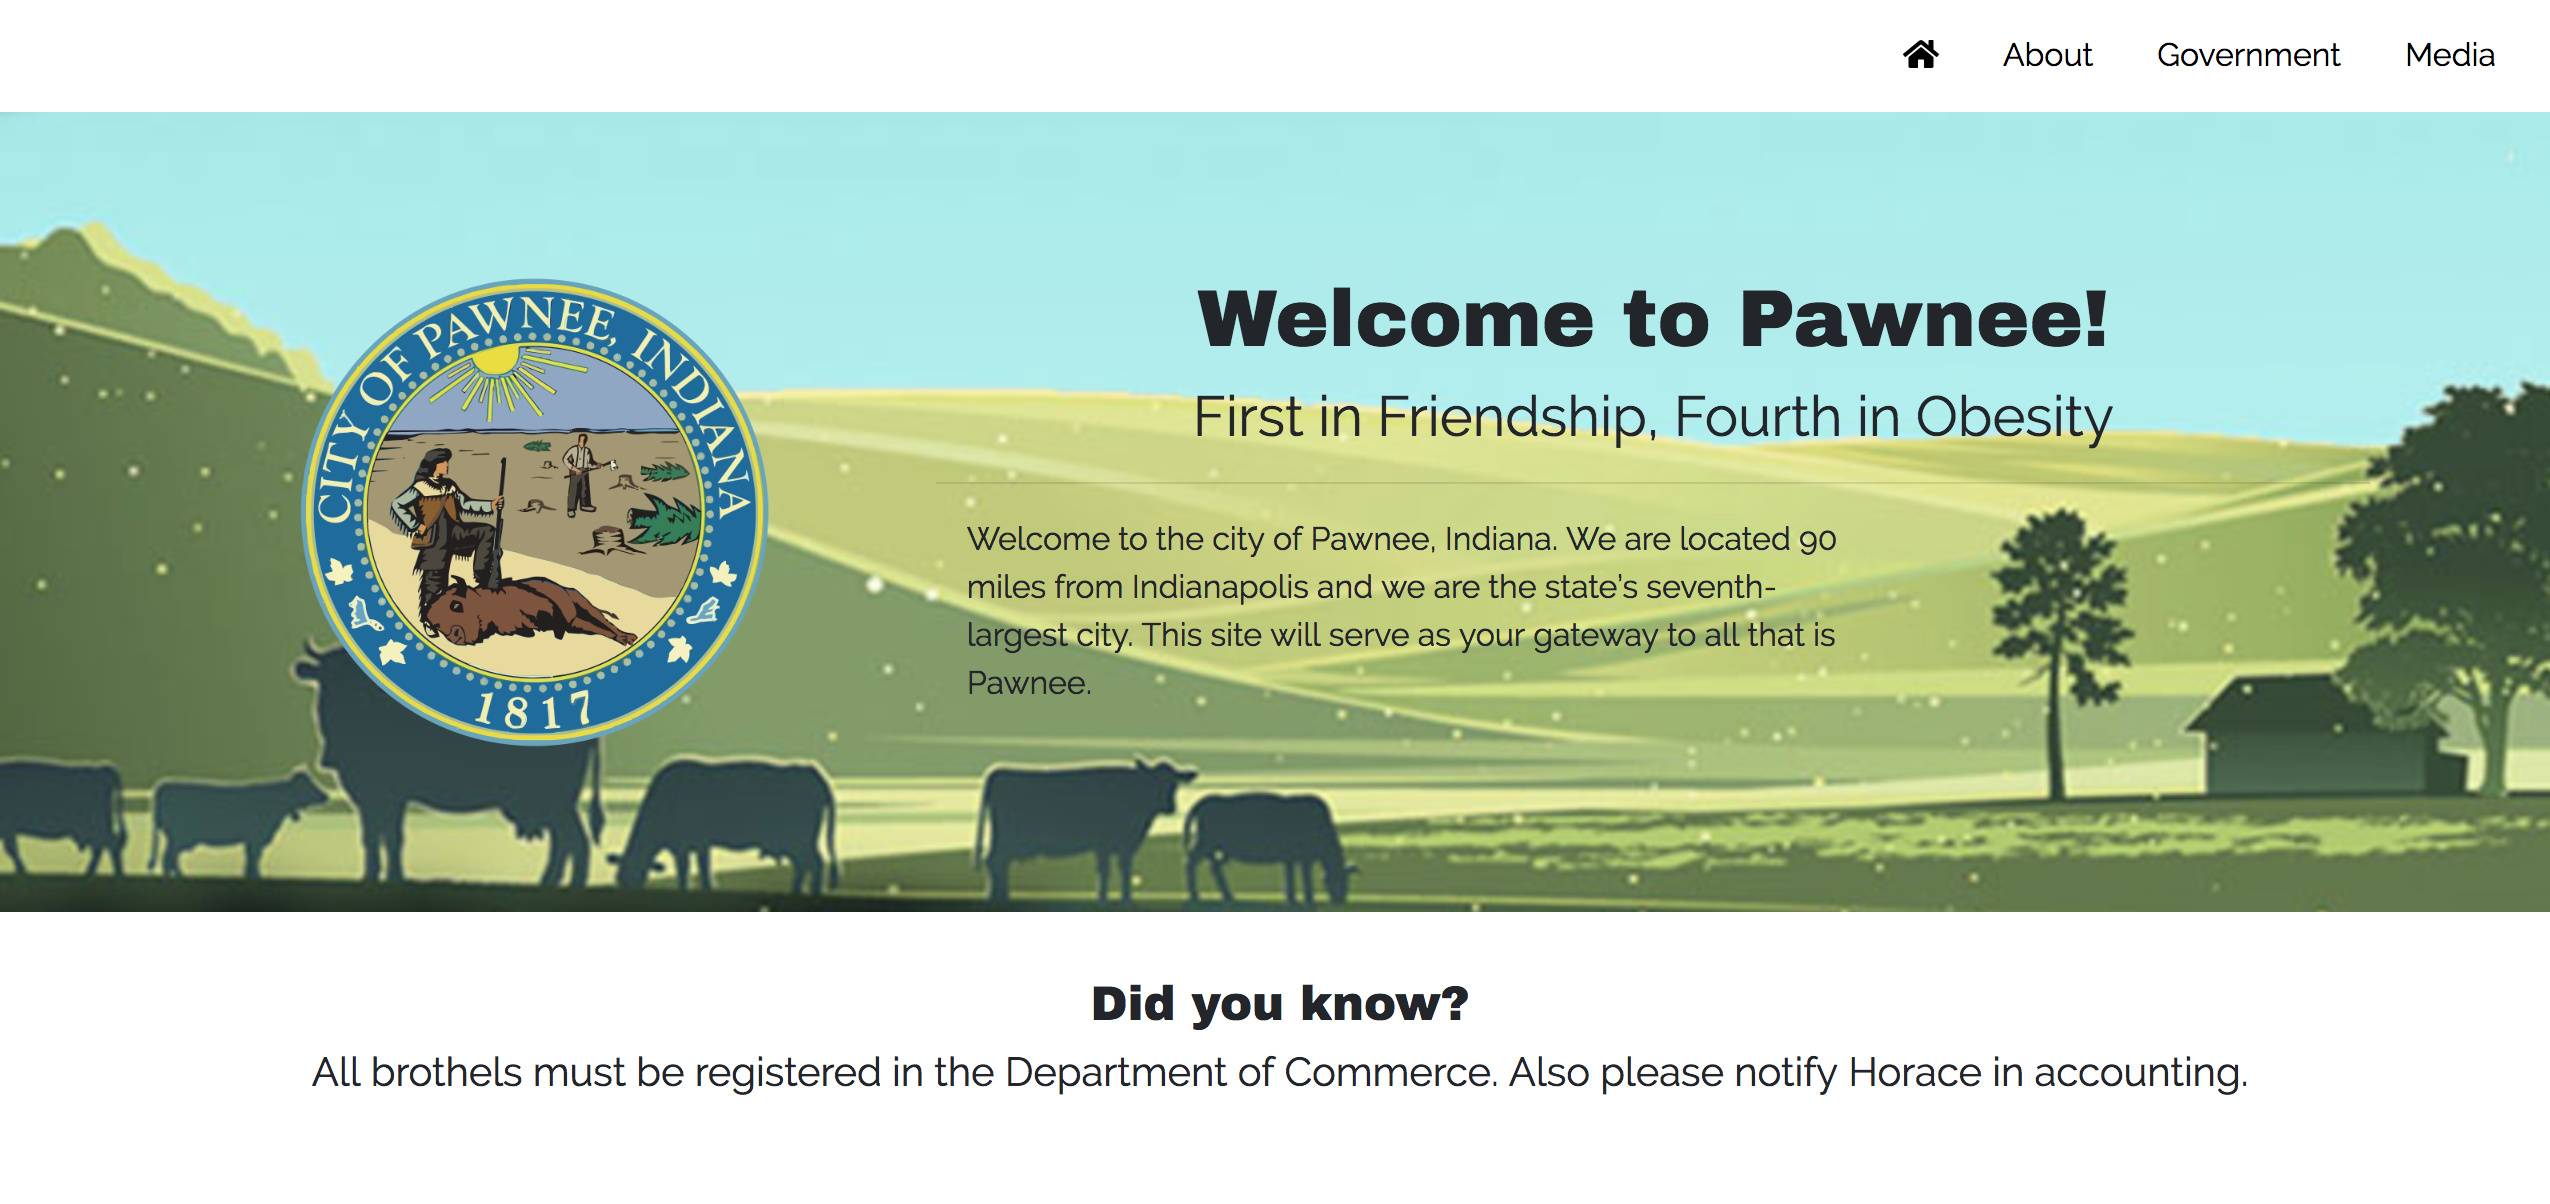 About Government Media
CITY OF PAWNEE, INDIANA
1817
Welcome to Pawnee!
First in Friendship, Fourth in Obesity
Welcome to the city of Pawnee, Indiana. We are located 90
miles from Indianapolis and we are the state's seventh-
largest city. This site will serve as your gateway to all that is
Pawnee.
Did you know?
All brothels must be registered in the Department of Commerce. Also please notify Horace in accounting.